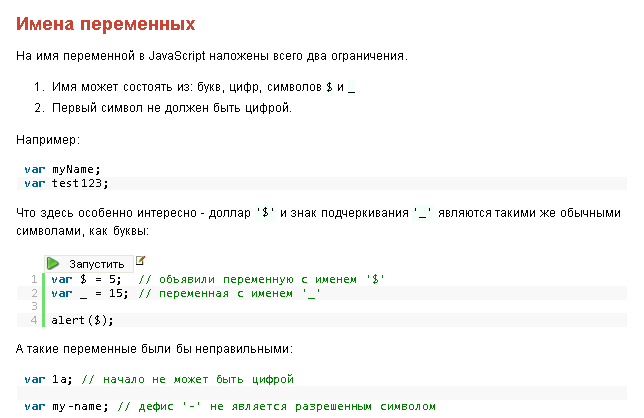 Имена переменных
На имя переменной в JavaScript наложены всего два ограничения.
1. Имя может состоять из: букв, цифр, символов $ и _
2. Первый символ не должен быть цифрой.
Например:
var myName;
var test123;
Что здесь особенно интересно - доллар '$' и знак подчеркивания '_' являются такими же обычными
символами, как буквы:
Запустить
1 var $ = 5;  // объявили переменную с именем '$'
2 var _ = 15; // переменная с именем '_'
3
4 alert($);
А такие переменные были бы неправильными:
var 1a; // начало не может быть цифрой
var my-name; // дефис '-' не является разрешенным символом